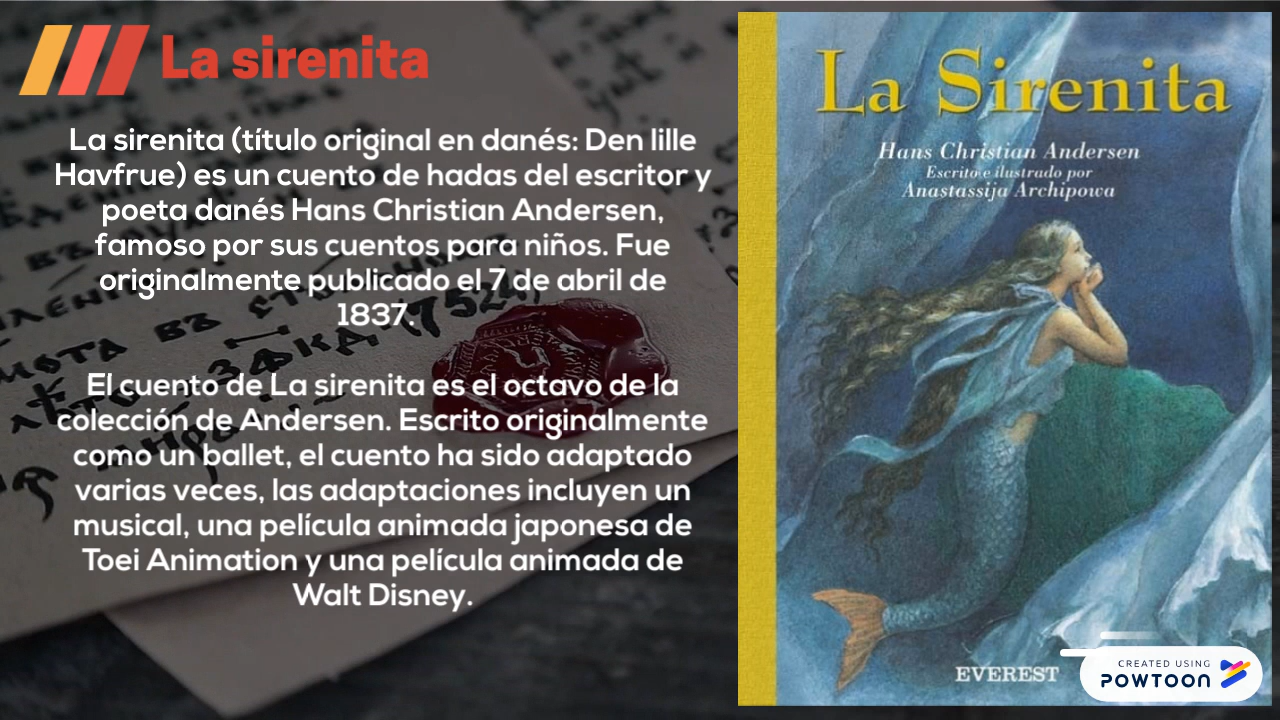 La sirenita
La sirenita (título original en danés: Den lille
Havfrue) es un cuento de hadas del escritor y
poeta danés Hans Christian Andersen,
famoso por sus cuentos para niños. Fue
originalmente publicado el 7 de abril de
1837.
El cuento de La sirenita es el octavo de la
colección de Andersen. Escrito originalmente
como un ballet, el cuento ha sido adaptado
varias veces, las adaptaciones incluyen un
musical, una película animada japonesa de
Toei Animation y una película animada de
Walt Disney.
La Sirenita
Hans Christian Andersen
Escrito e ilustrado por
Anastassija Archipowa
EVEREST
CREATED USING
POWTOON